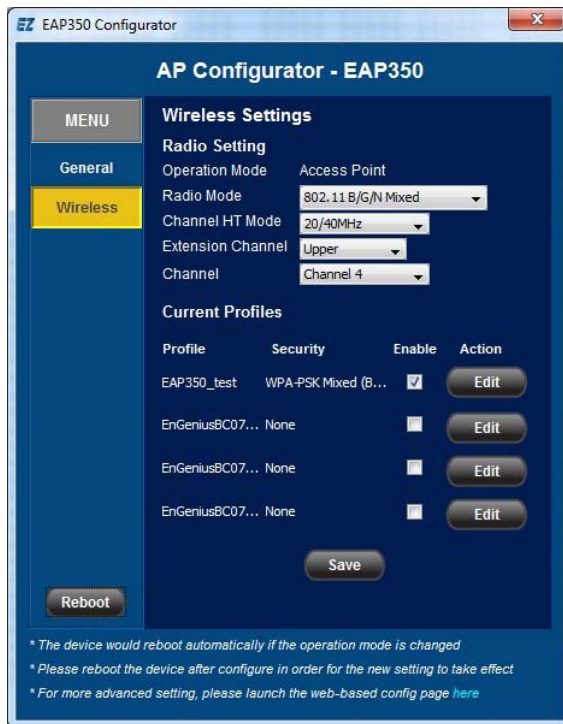 EZ EAP350 Configurator
AP Configurator - EAP350
MENU
General
Wireless
Reboot
Wireless Settings
Radio Setting
Operation Mode Access Point
Radio Mode 802.11 B/G/N Mixed
Channel HT Mode 20/40MHz
Extension Channel Upper
Channel Channel 4
Current Profiles
Profile Security Enable Action
EAP350_test WPA-PSK Mixed (B... Edit
EnGeniusBC07... None Edit
EnGeniusBC07... None Edit
EnGeniusBC07... None Edit
Save
* The device would reboot automatically if the operation mode is changed
* Please reboot the device after configure in order for the new setting to take effect
* For more advanced setting, please launch the web-based config page here